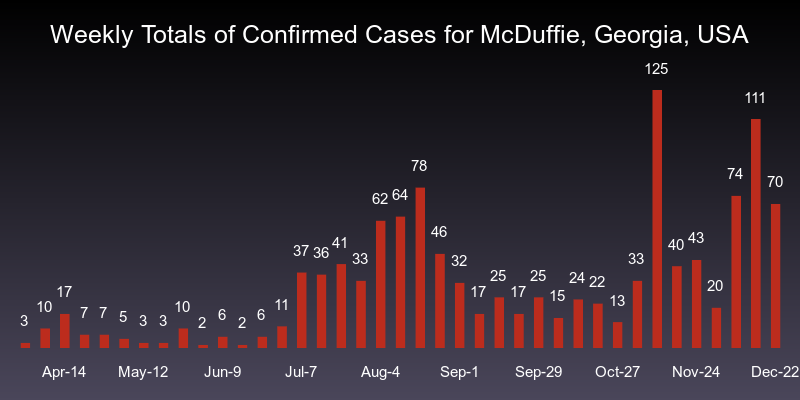 Weekly Totals of Confirmed Cases for McDuffie, Georgia, USA
3 10 17 7 7 5 3 3 10 2 6 2 6 11 37 36 41 33 62 64 78 46 32 17 25 17 25 15 24 22 13 33 125 40 43 20 74 111 70
Apr-14 May-12 Jun-9 Jul-7 Aug-4 Sep-1 Sep-29 Oct-27 Nov-24 Dec-22